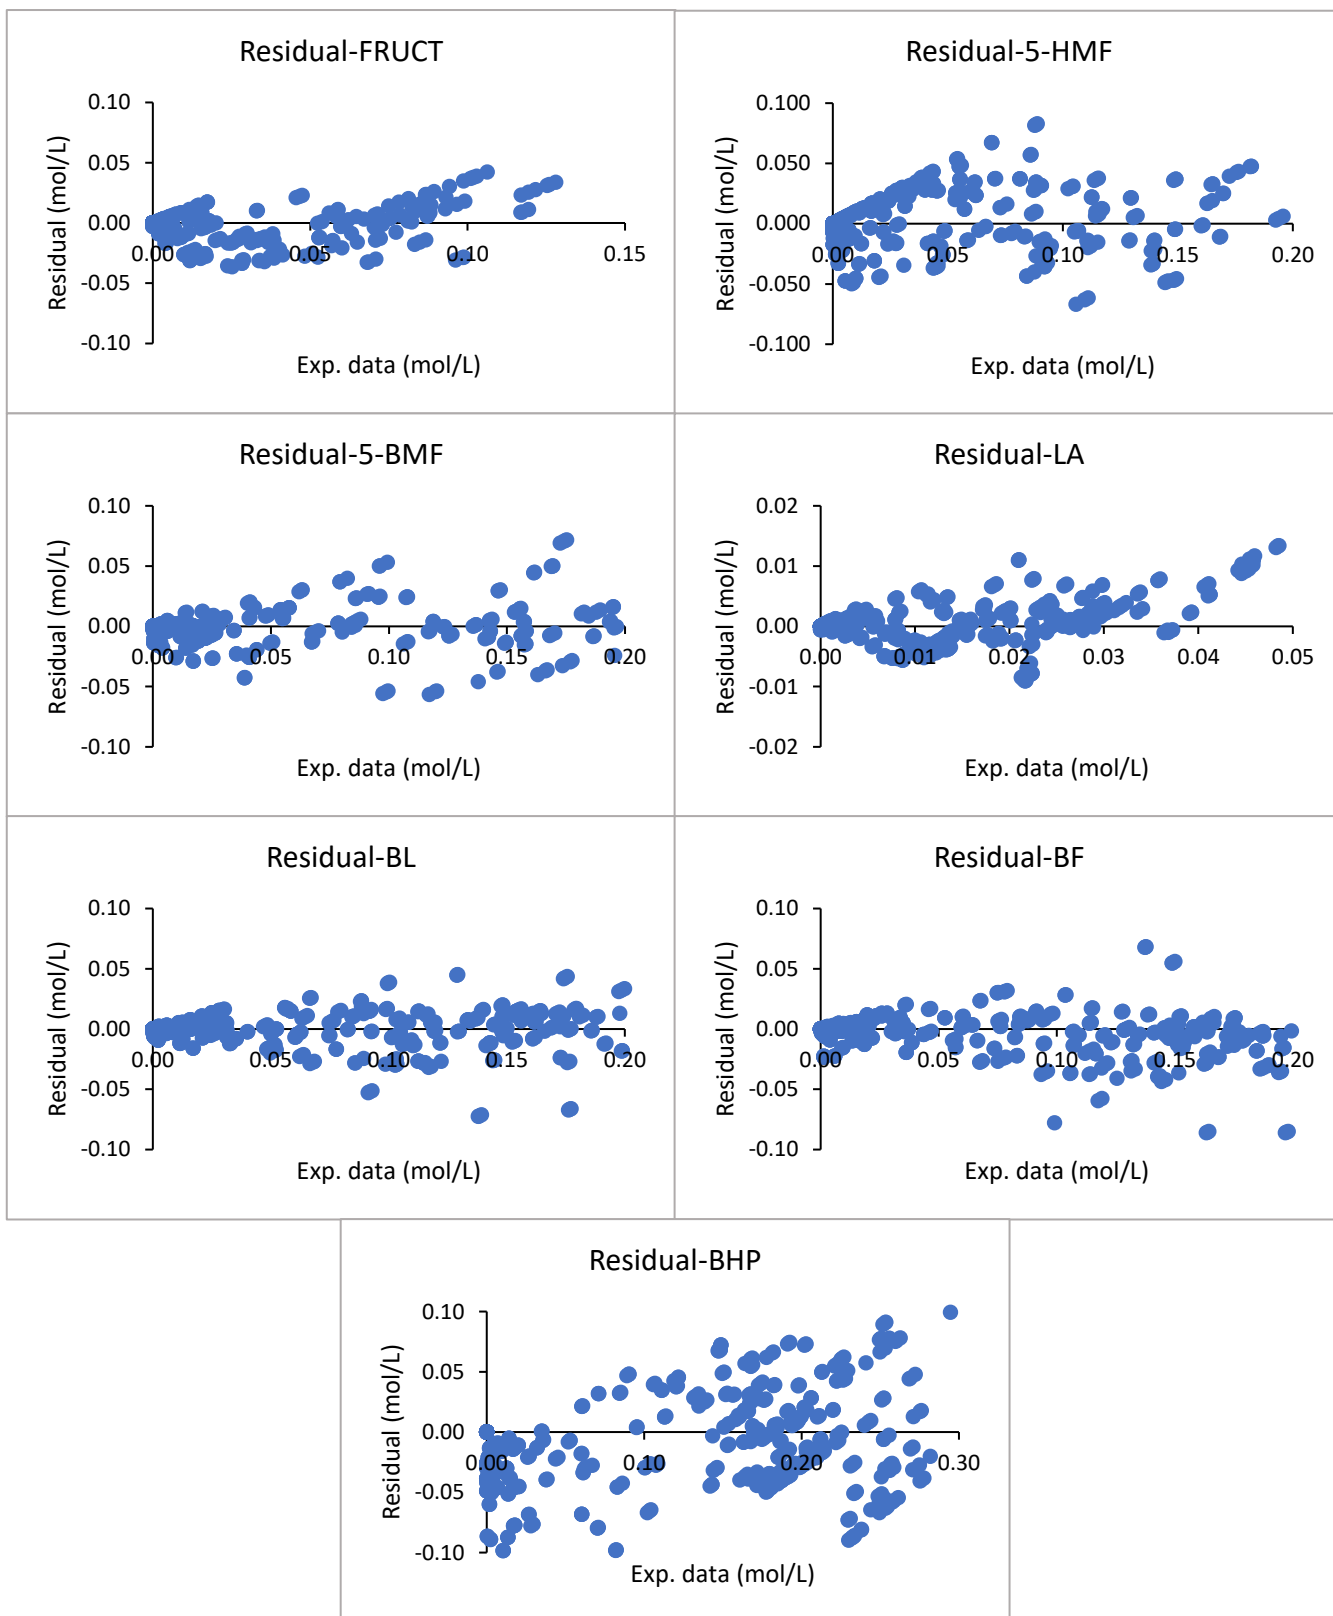 Residual-FRUCT
0.10
0.05
0.00
-0.05
-0.10
0.00 0.05 0.10 0.15
Residual (mol/L)
Exp. data (mol/L)
Residual-5-HMF
0.100
0.050
0.000
-0.050
-0.100
0.00 0.05 0.10 0.15 0.20
Residual (mol/L)
Exp. data (mol/L)
Residual-5-BMF
0.10
0.05
0.00
-0.05
-0.10
0.00 0.05 0.10 0.15 0.20
Residual (mol/L)
Exp. data (mol/L)
Residual-LA
0.02
0.01
0.00
-0.01
-0.02
0.00 0.01 0.02 0.03 0.04 0.05
Residual (mol/L)
Exp. data (mol/L)
Residual-BL
0.10
0.05
0.00
-0.05
-0.10
0.00 0.05 0.10 0.15 0.20
Residual (mol/L)
Exp. data (mol/L)
Residual-BF
0.10
0.05
0.00
-0.05
-0.10
0.00 0.05 0.10 0.15 0.20
Residual (mol/L)
Exp. data (mol/L)
Residual-BHP
0.10
0.05
0.00
-0.05
-0.10
0.00 0.10 0.20 0.30
Residual (mol/L)
Exp. data (mol/L)